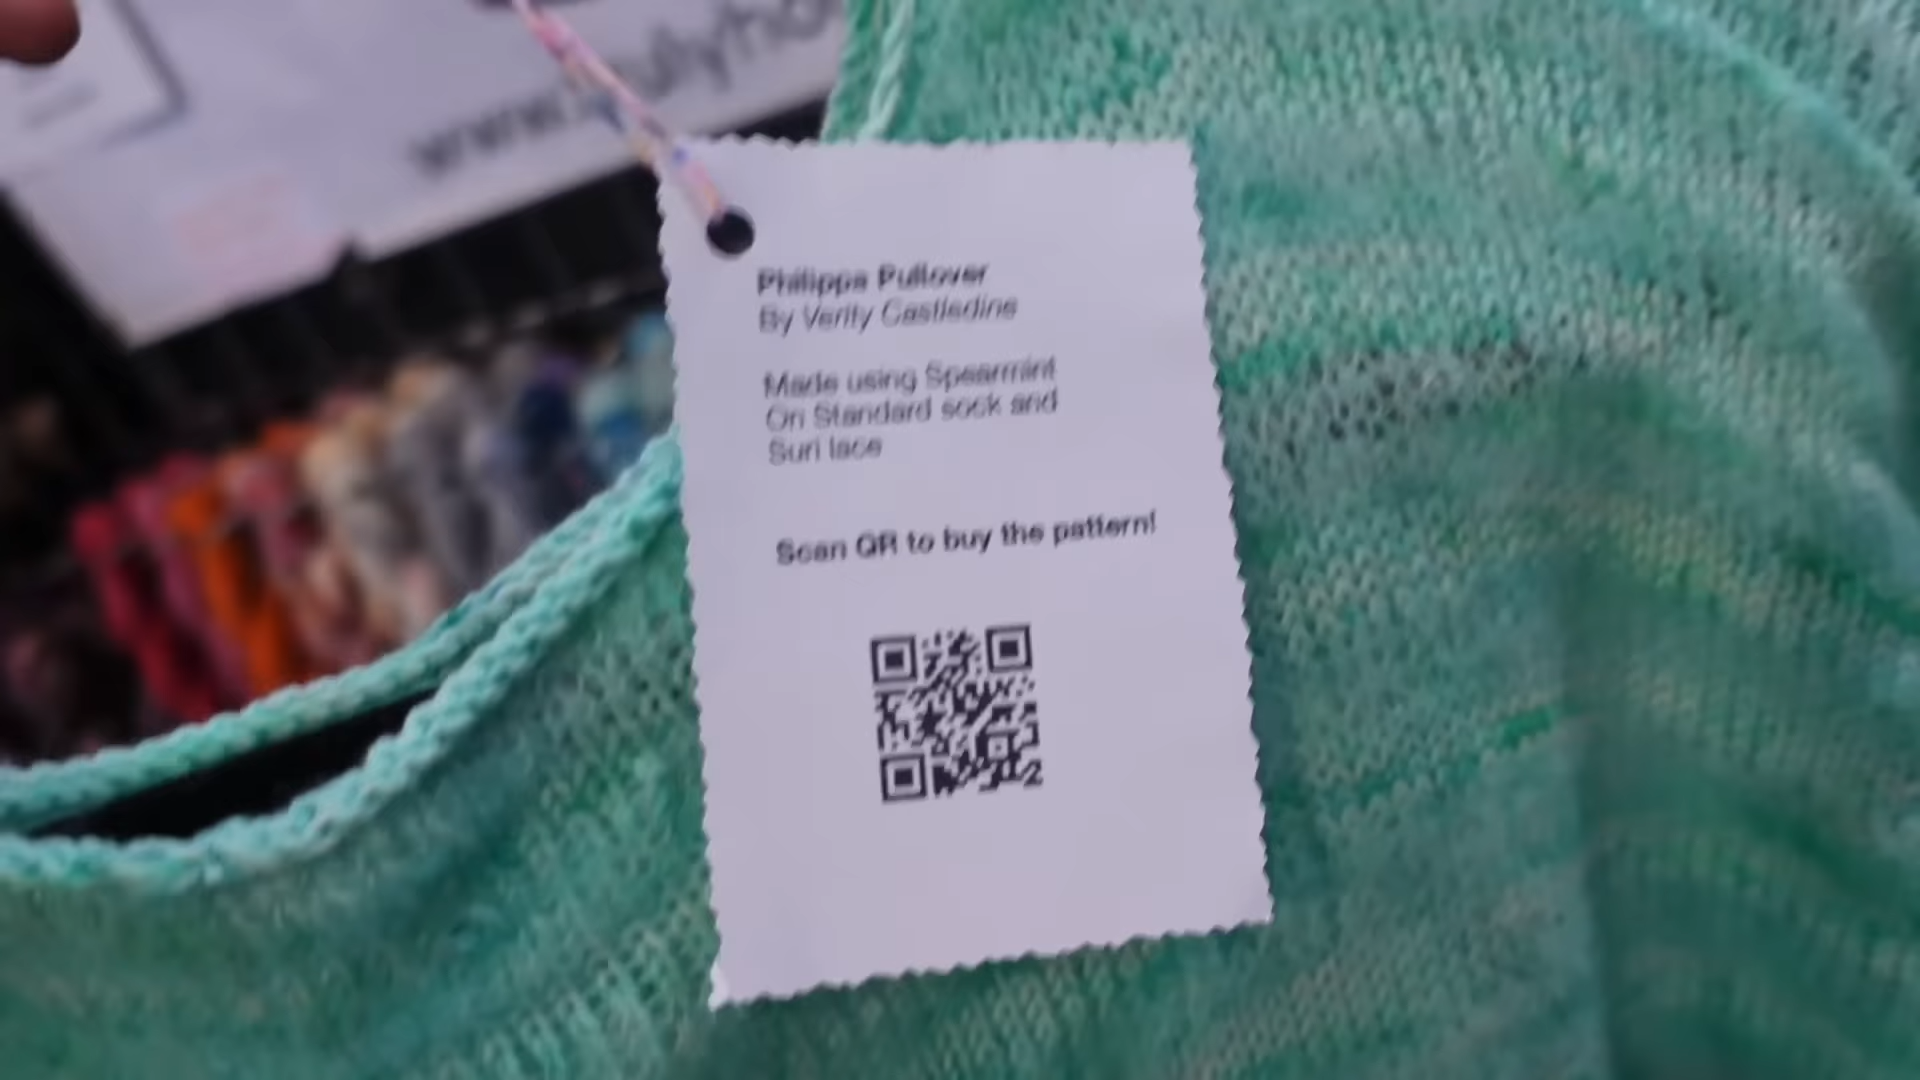 Philippa Pullover
By Verity Castledine
Made using Spearmint
On Standard sock and
Suri lace
Scan QR to buy the pattern!